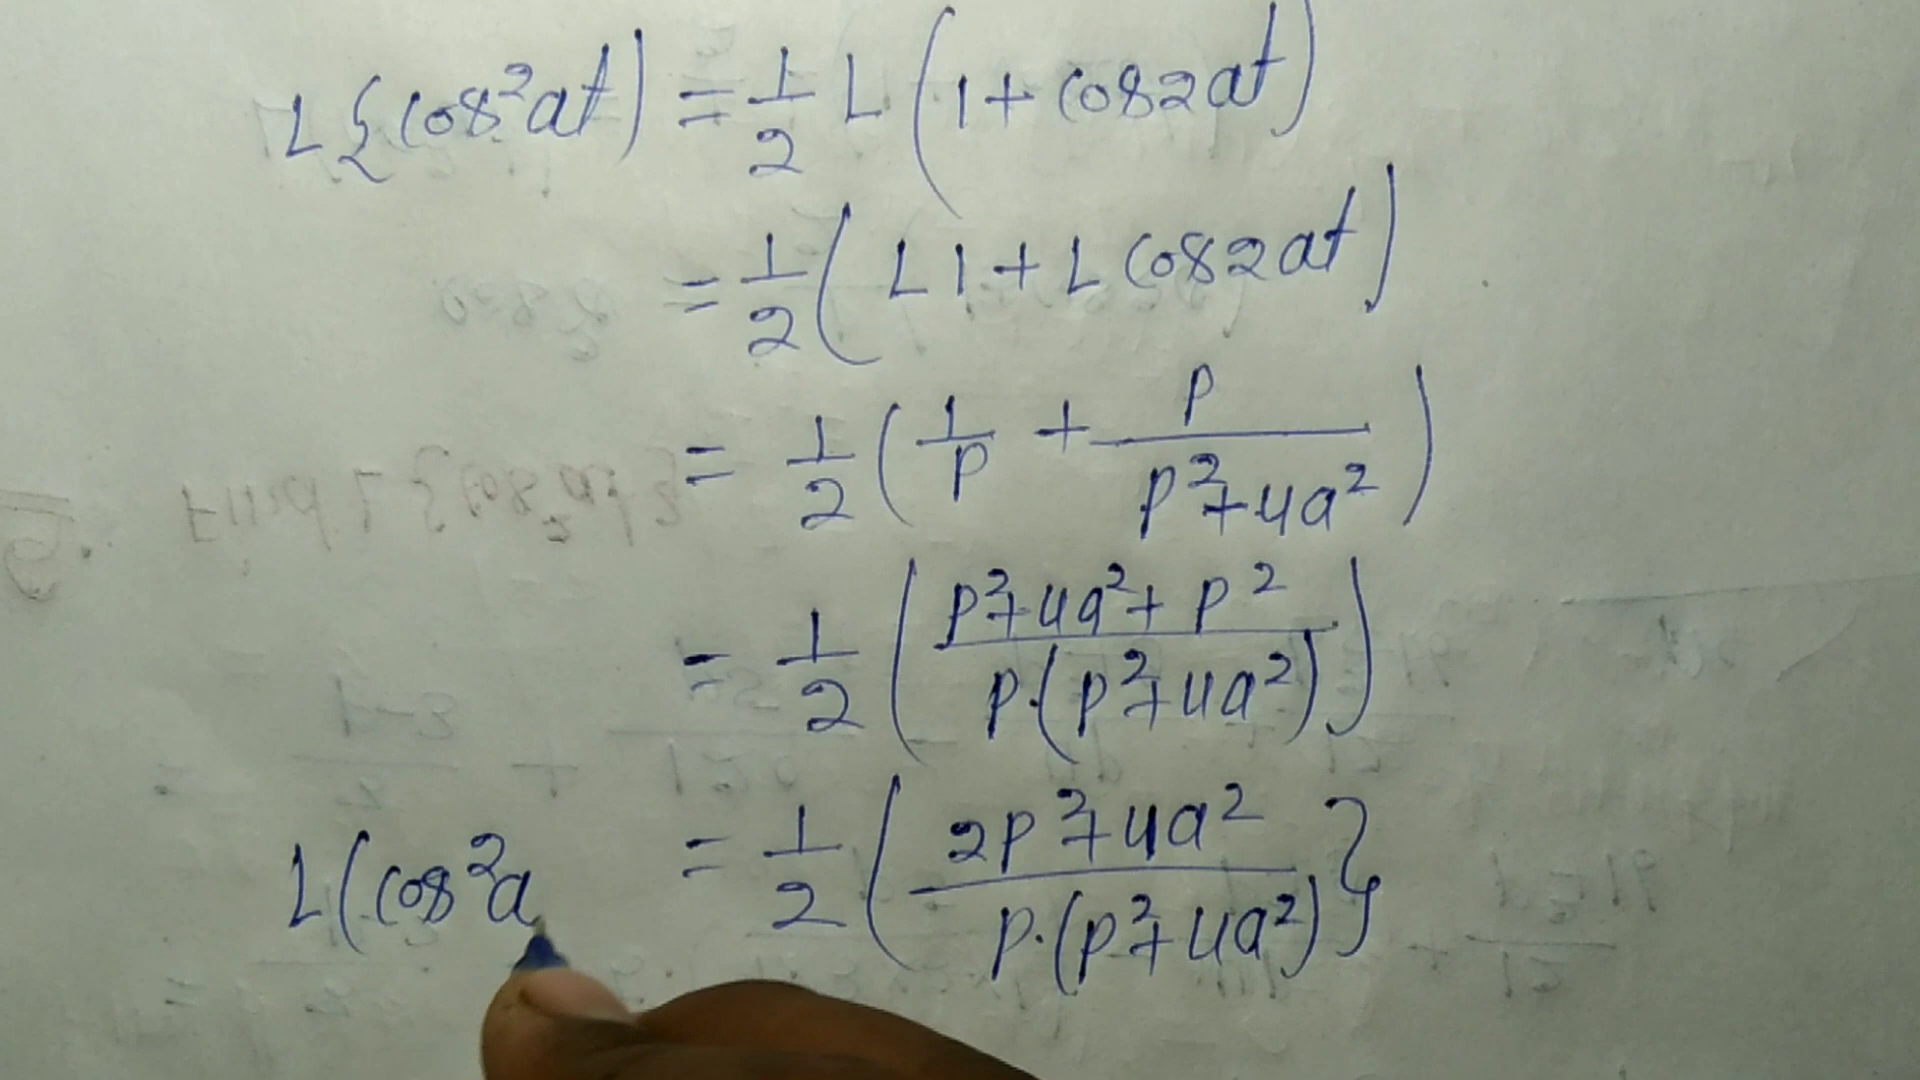 L{cos²at) = 1/2 L(1 + cos2at)
= 1/2 (L1 + L cos2at)
= 1/2 (1/p + p/(p²+4a²))
= 1/2 ((p²+4a²+p²)/(p.(p²+4a²)))
L(cos²a = 1/2 ((2p²+4a²)/(p.(p²+4a²))}